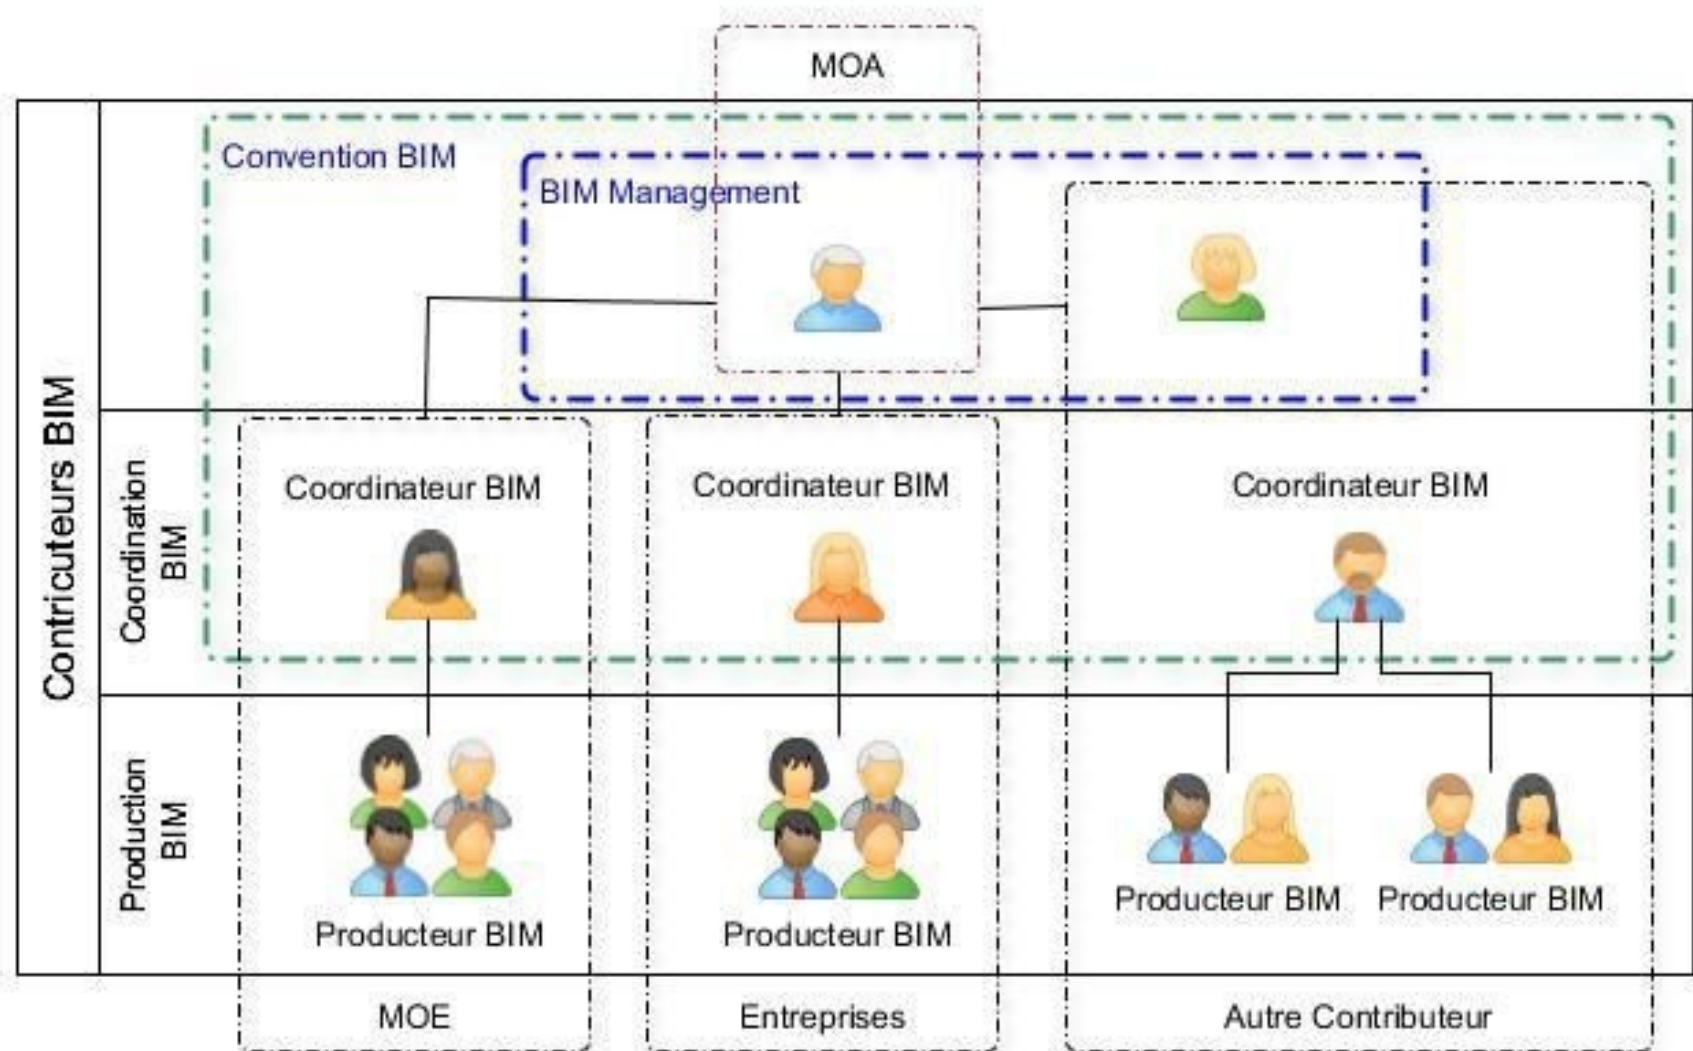 MOA
Convention BIM
BIM Management
Contricuteurs BIM
Coordination
BIM
Coordinateur BIM
Coordinateur BIM
Coordinateur BIM
Production
BIM
Producteur BIM
Producteur BIM
Producteur BIM
Producteur BIM
MOE
Entreprises
Autre Contributeur